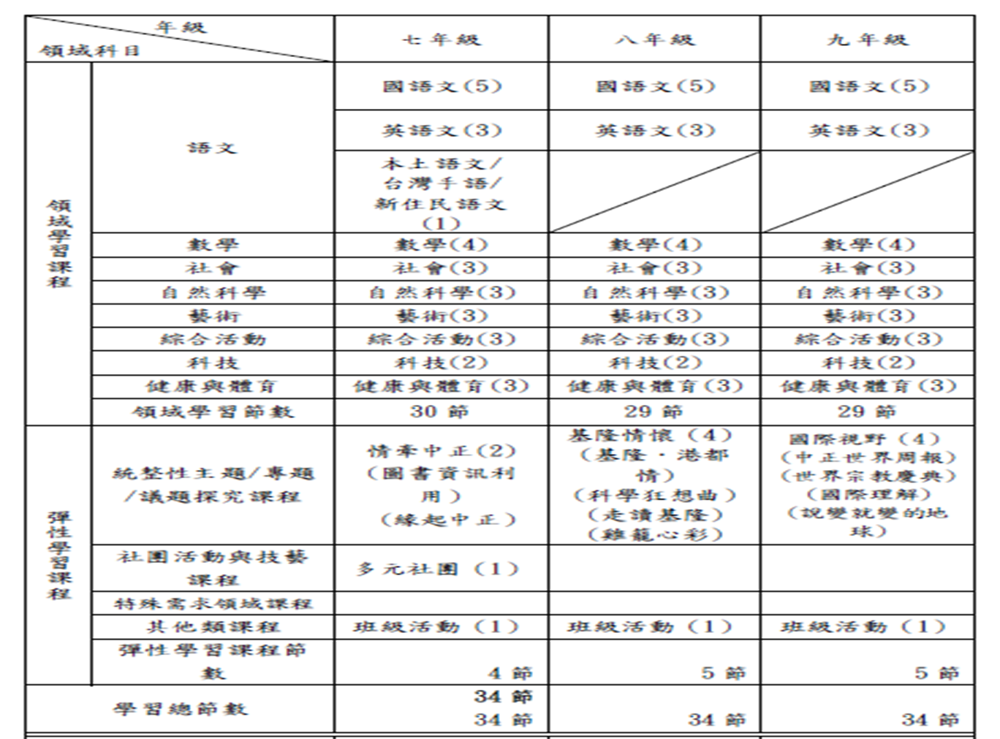 年級
領域科目
七年級 八年級 九年級
領域學習課程
語文
國語文(5) 國語文(5) 國語文(5)
英語文(3) 英語文(3) 英語文(3)
本土語文/
台灣手語/
新住民語文
(1)
數學 數學(4) 數學(4) 數學(4)
社會 社會(3) 社會(3) 社會(3)
自然科學 自然科學(3) 自然科學(3) 自然科學(3)
藝術 藝術(3) 藝術(3) 藝術(3)
綜合活動 綜合活動(3) 綜合活動(3) 綜合活動(3)
科技 科技(2) 科技(2) 科技(2)
健康與體育 健康與體育(3) 健康與體育(3) 健康與體育(3)
領域學習節數 30 節 29 節 29 節
彈性學習課程
統整性主題/專題
/議題探究課程
情牽中正(2)
(圖書資訊利
用)
(緣起中正)
基隆情懷(4)
(基隆·港都
情)
(科學狂想曲)
(走讀基隆)
(雞籠心彩)
國際視野(4)
(中正世界周報)
(世界宗教慶典)
(國際理解)
(說變就變的地
球)
社團活動與技藝
課程
多元社團(1)
特殊需求領域課程
其他類課程 班級活動(1) 班級活動(1) 班級活動(1)
彈性學習課程節
數
4 節 5 節 5 節
學習總節數
34 節
34 節 34 節 34 節